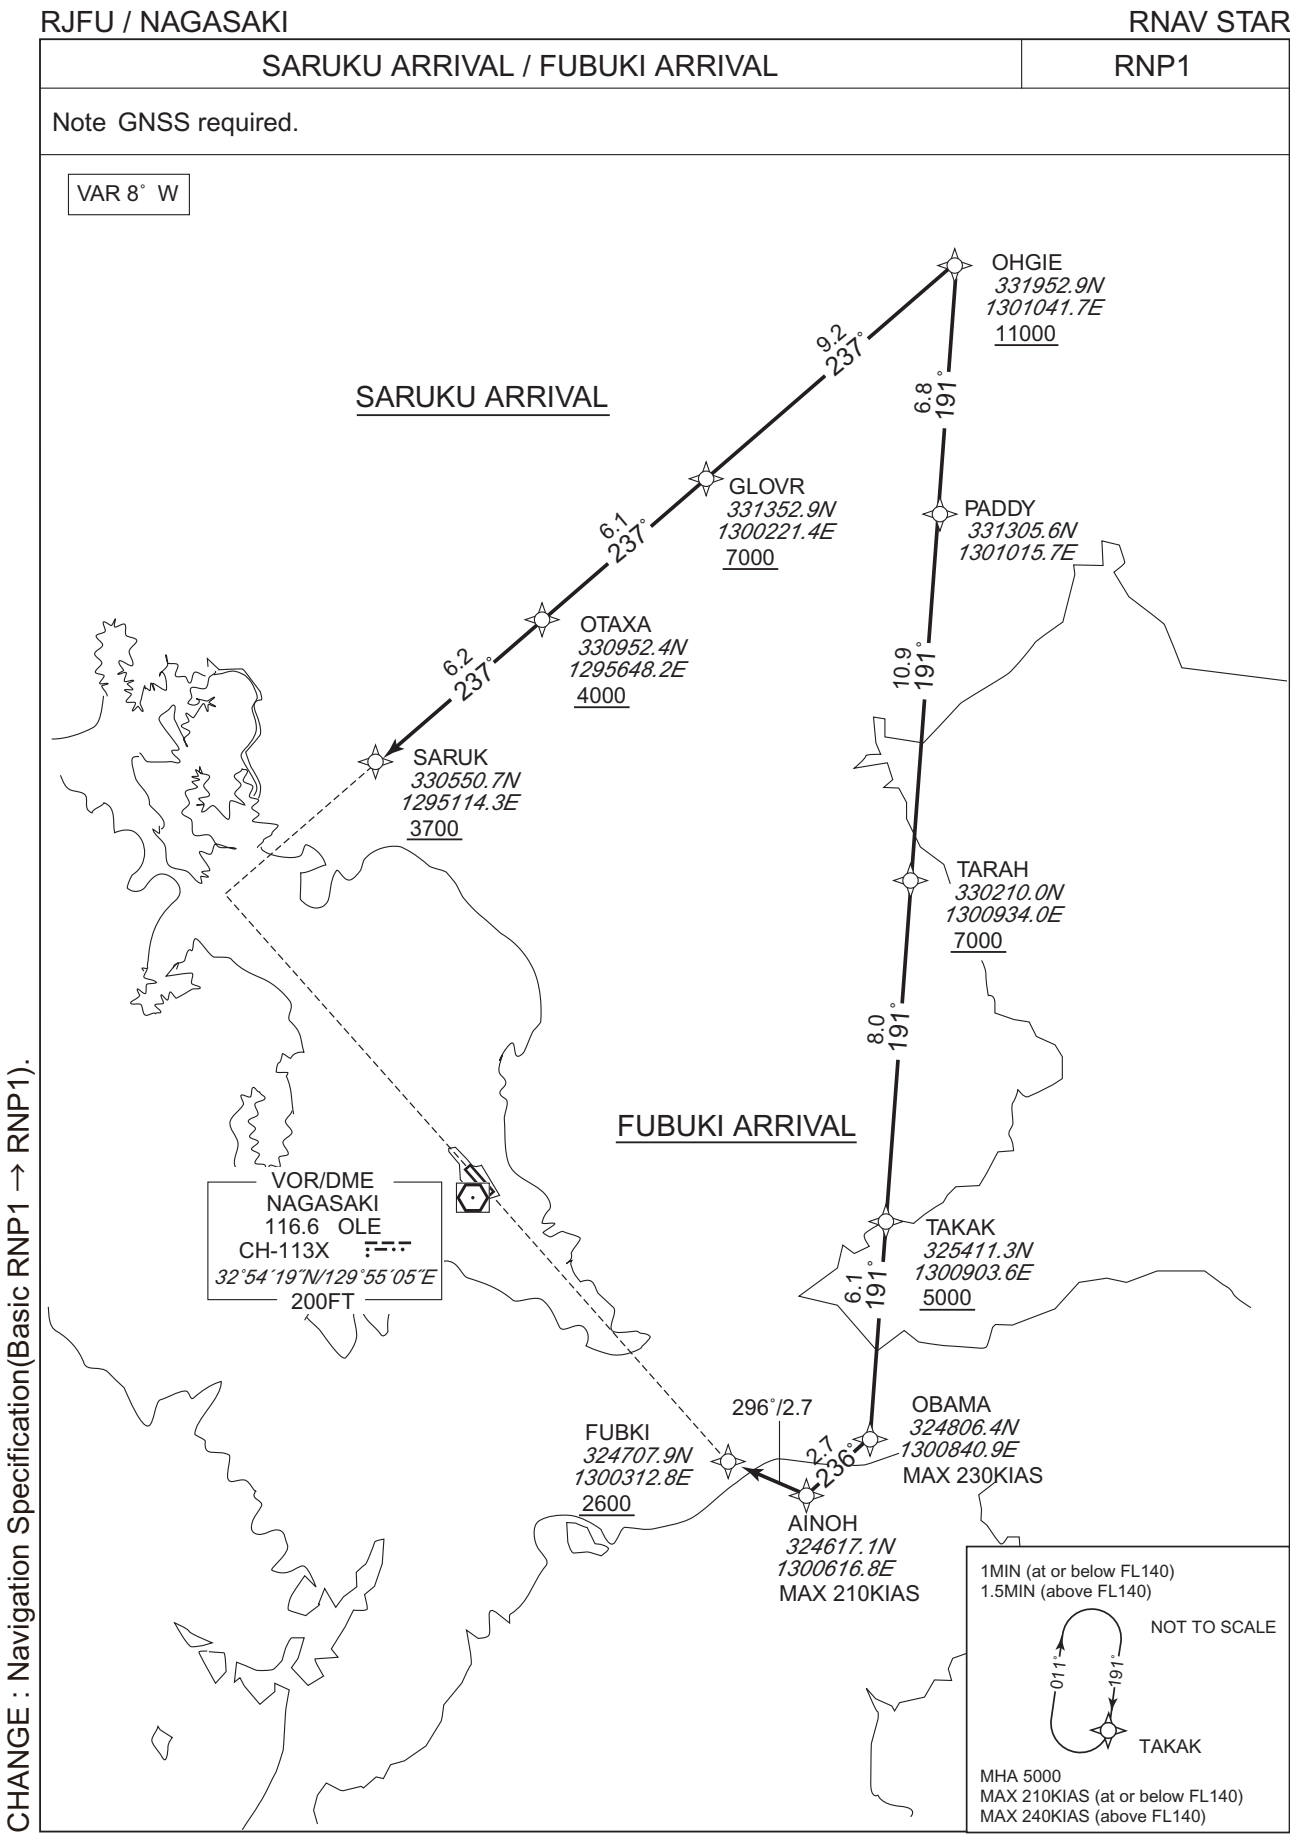 RJFU / NAGASAKI
RNAV STAR
SARUKU ARRIVAL / FUBUKI ARRIVAL
RNP1
Note GNSS required.
VAR 8° W
OHGIE
331952.9N
1301041.7E
11000
9.2
237°
6.8
191°
SARUKU ARRIVAL
GLOVR
331352.9N
1300221.4E
7000
PADDY
331305.6N
1301015.7E
6.1
237°
OTAXA
330952.4N
1295648.2E
4000
10.9
191°
6.2
237°
SARUK
330550.7N
1295114.3E
3700
TARAH
330210.0N
1300934.0E
7000
8.0
191°
FUBUKI ARRIVAL
VOR/DME
NAGASAKI
116.6 OLE
CH-113X
32°54´19˝N/129°55´05˝E
200FT
TAKAK
325411.3N
1300903.6E
5000
6.1
191°
OBAMA
324806.4N
1300840.9E
MAX 230KIAS
296°/2.7
2.7
236°
FUBKI
324707.9N
1300312.8E
2600
AINOH
324617.1N
1300616.8E
MAX 210KIAS
1MIN (at or below FL140)
1.5MIN (above FL140)
NOT TO SCALE
011°
191°
TAKAK
MHA 5000
MAX 210KIAS (at or below FL140)
MAX 240KIAS (above FL140)
CHANGE : Navigation Specification(Basic RNP1 → RNP1).